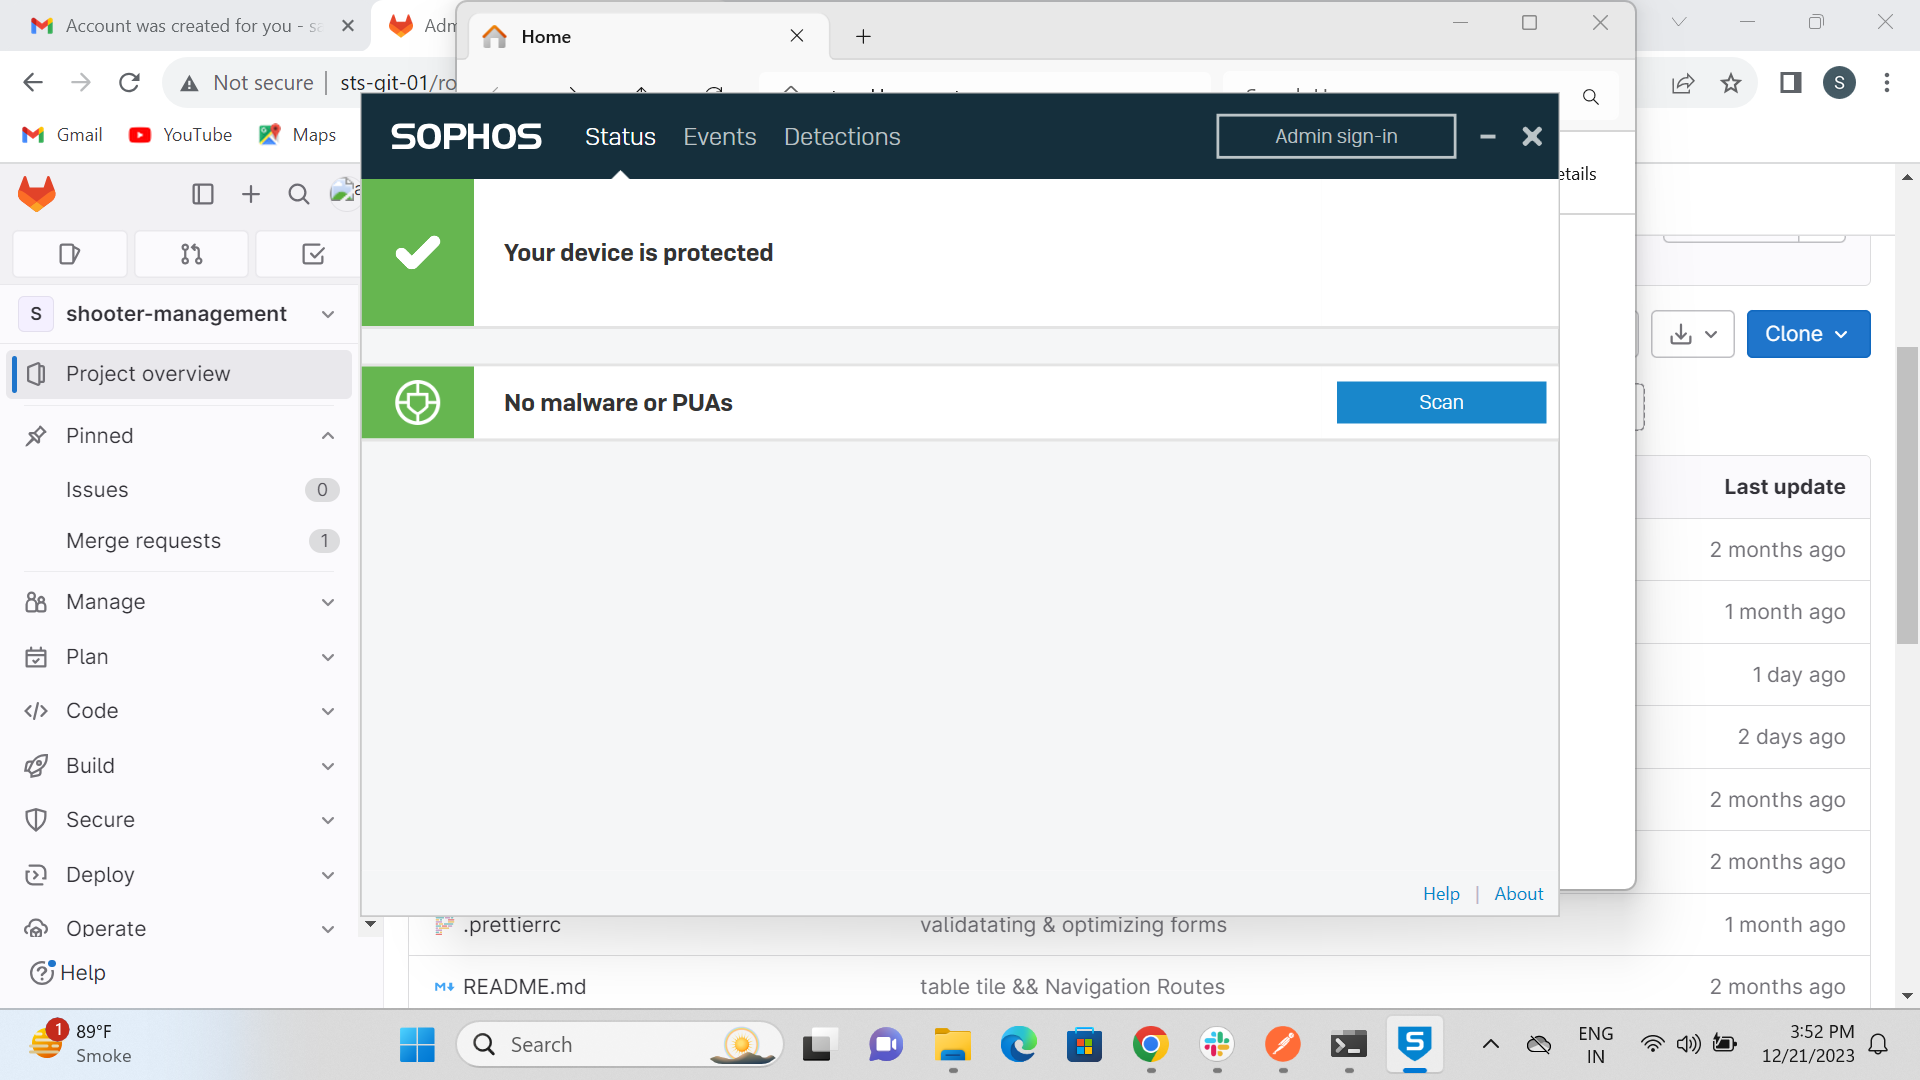 Account was created for you - sa
Adm
Home
Not secure
sts-git-01/ro
S
Gmail
YouTube
Maps
SOPHOS
Status
Events
Detections
Admin sign-in
etails
Your device is protected
S
shooter-management
Clone
Project overview
No malware or PUAs
Scan
Pinned
Issues
0
Last update
Merge requests
1
2 months ago
Manage
1 month ago
Plan
1 day ago
Code
2 days ago
Build
2 months ago
Secure
2 months ago
Deploy
Help | About
Operate
.prettierrc
validatating & optimizing forms
1 month ago
Help
README.md
table tile && Navigation Routes
2 months ago
1
89°F
Smoke
Search
ENG
IN
3:52 PM
12/21/2023